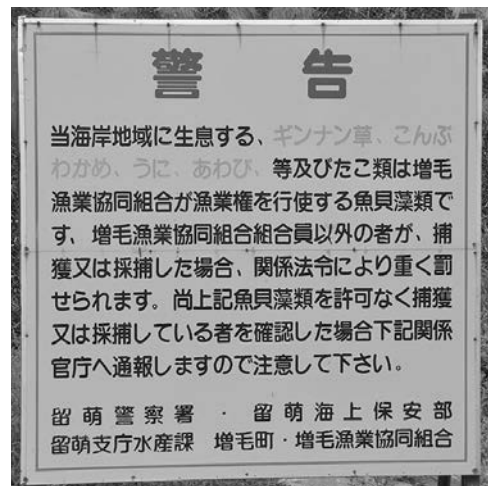 警告
当海岸地域に生息する、ギンナン草、こんぶ
わかめ、うに、あわび、等及びたこ類は増毛
漁業協同組合が漁業権を行使する魚貝藻類で
す、増毛漁業協同組合組合員以外の者が、捕
獲又は採捕した場合、関係法令により重く罰
せられます。尚上記魚貝藻類を許可なく捕獲
又は採捕している者を確認した場合下記関係
官庁へ通報しますので注意して下さい。
留萌警察署・留萌海上保安部
留萌支庁水産課 増毛町・増毛漁業協同組合